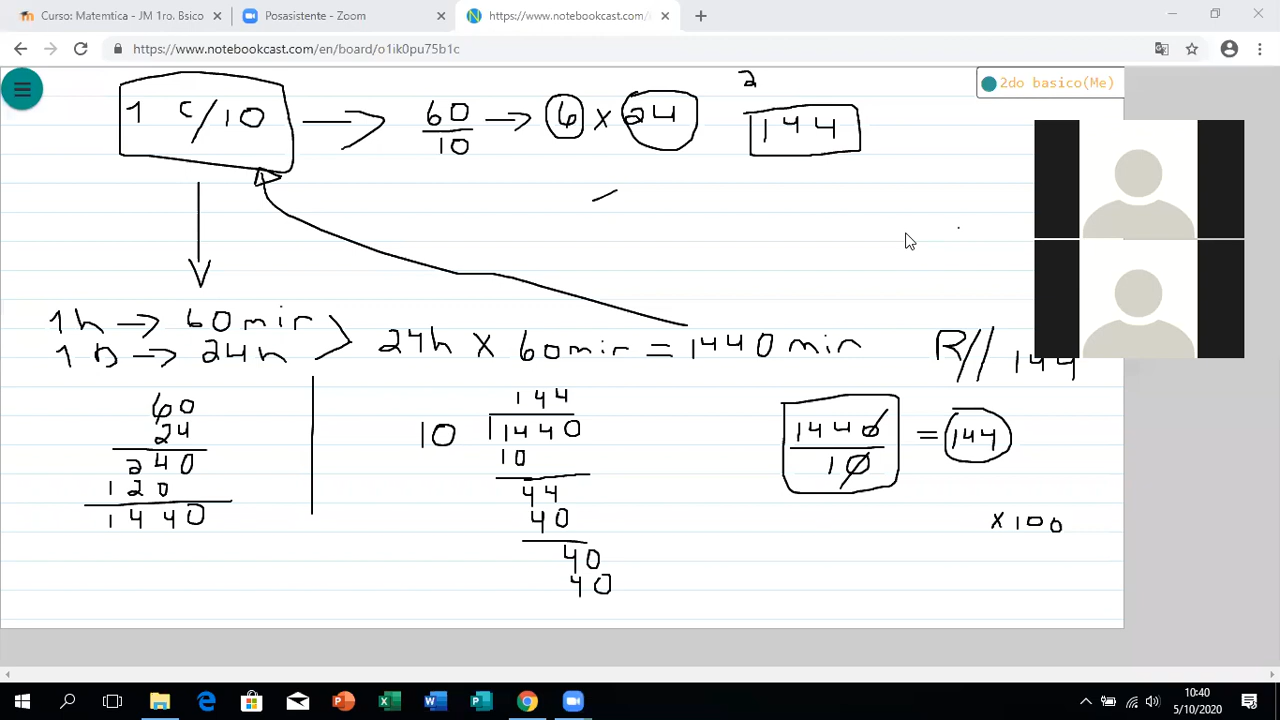 Curso: Matemtica - JM 1ro. Bsico
Posasistente - Zoom
https://www.notebookcast.com/en
https://www.notebookcast.com/en/board/o1ik0pu75b1c
2do basico(Me)
1 c/10 → 60/10 → 6 x 24
2
144
1h → 60min
1D → 24h
24h x 60min = 1440 min
R// 144
60
24
240
120
1440
144
10 1440
10
44
40
40
40
1440/10 = 144
x100
10:40
5/10/2020